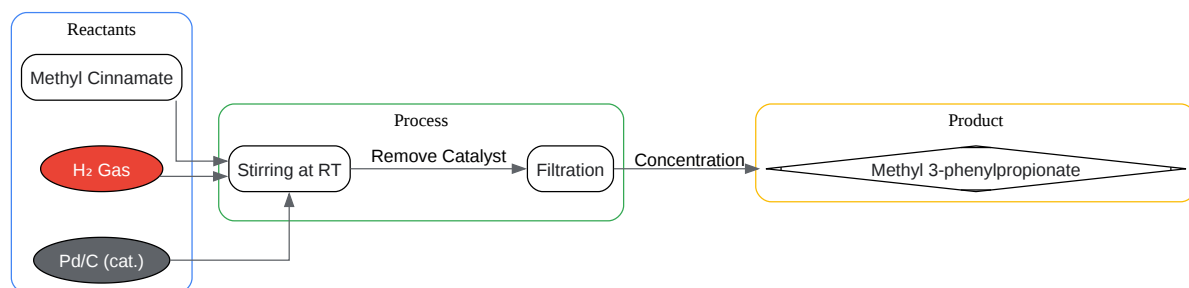 Reactants
Methyl Cinnamate
H₂ Gas
Pd/C (cat.)
Process
Stirring at RT
Remove Catalyst
Filtration
Concentration
Product
Methyl 3-phenylpropionate